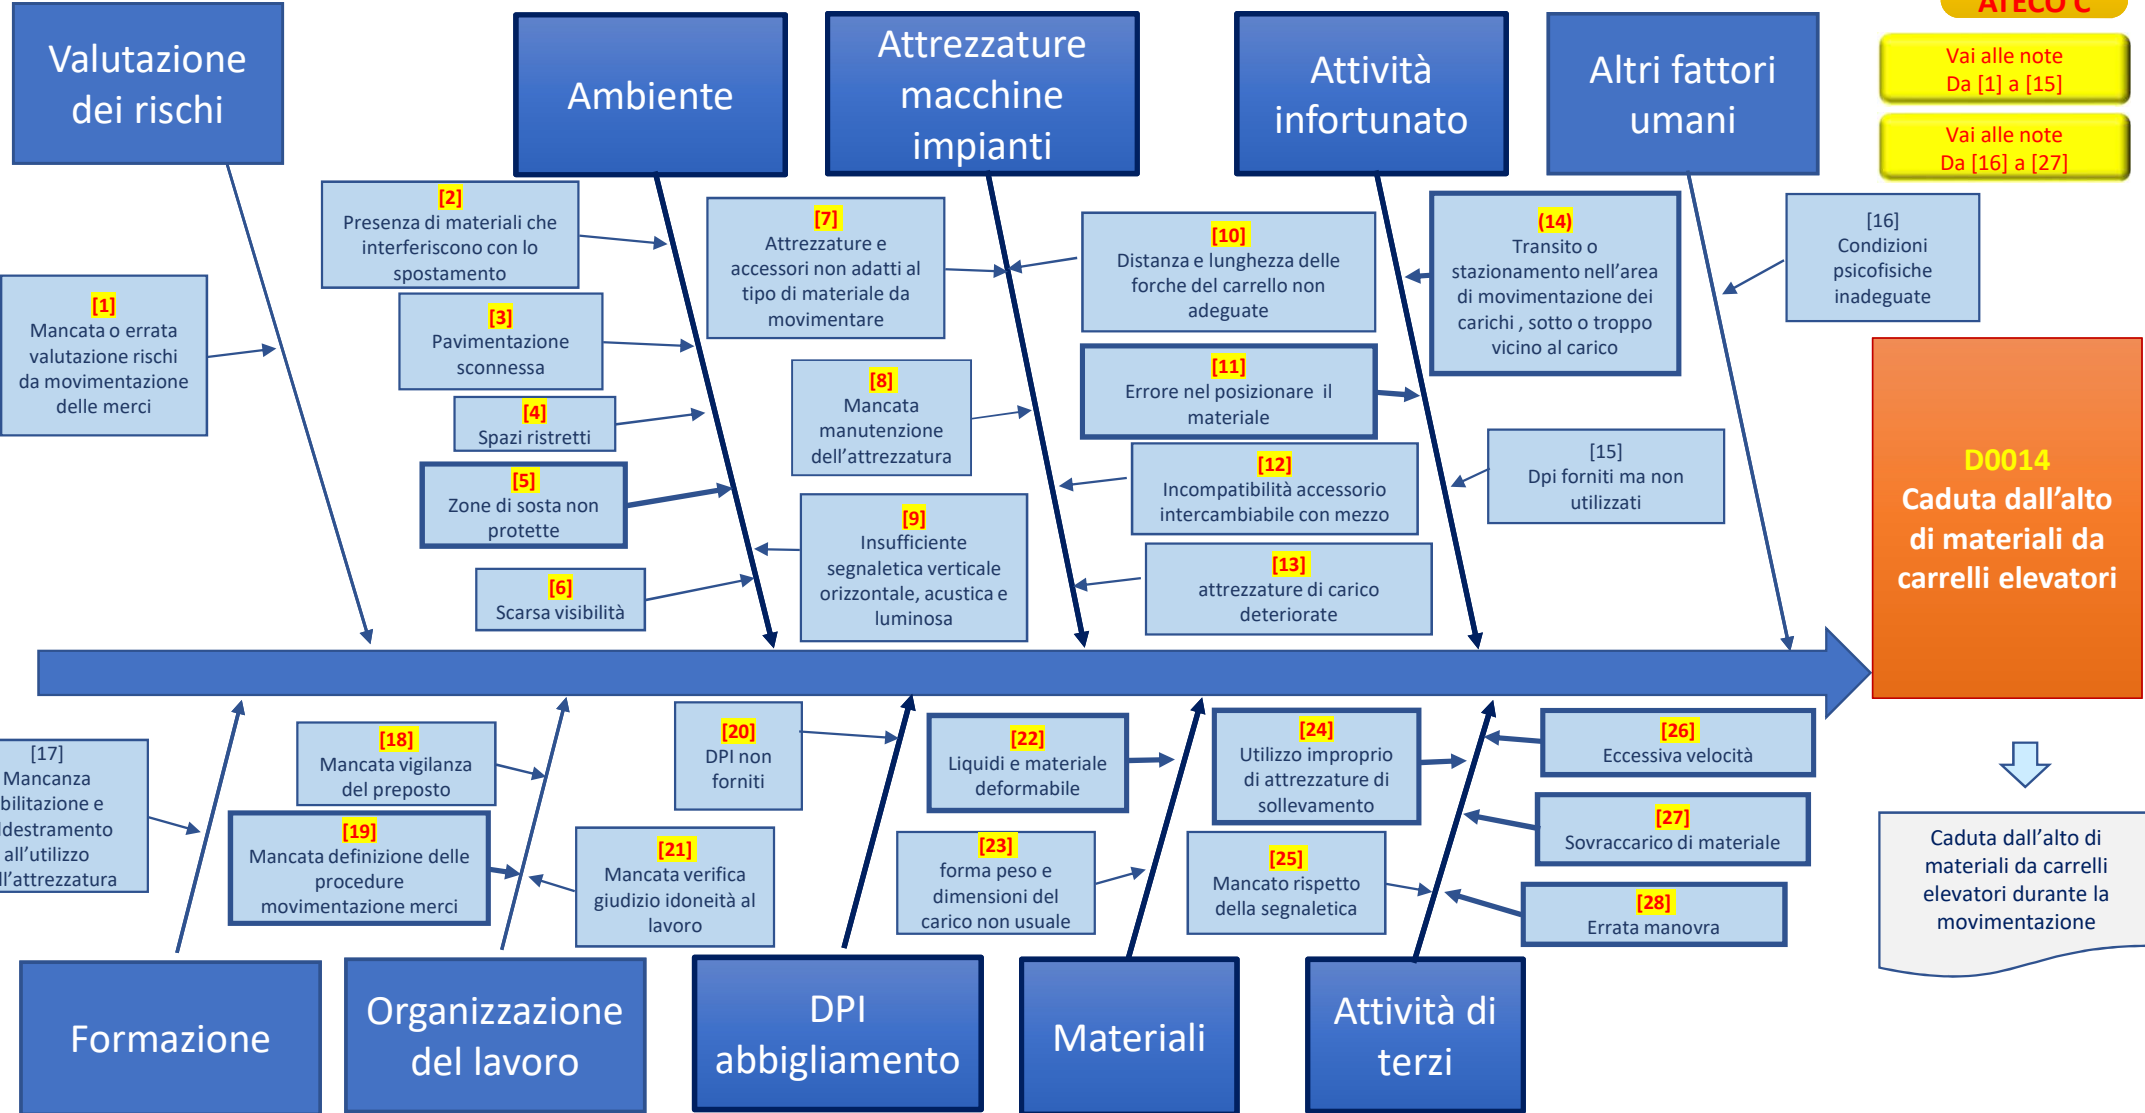 ATECO C
Vai alle note
Da [1] a [15]
Vai alle note
Da [16] a [27]
Valutazione
dei rischi
Ambiente
Attrezzature
macchine
impianti
Attività
infortunato
Altri fattori
umani
[1]
Mancata o errata
valutazione rischi
da movimentazione
delle merci
[2]
Presenza di materiali che
interferiscono con lo
spostamento
[3]
Pavimentazione
sconnessa
[4]
Spazi ristretti
[5]
Zone di sosta non
protette
[6]
Scarsa visibilità
[7]
Attrezzature e
accessori non adatti al
tipo di materiale da
movimentare
[8]
Mancata
manutenzione
dell'attrezzatura
[9]
Insufficiente
segnaletica verticale
orizzontale, acustica e
luminosa
[10]
Distanza e lunghezza delle
forche del carrello non
adeguate
[11]
Errore nel posizionare il
materiale
[12]
Incompatibilità accessorio
intercambiabile con mezzo
[13]
attrezzature di carico
deteriorate
(14)
Transito o
stazionamento nell'area
di movimentazione dei
carichi , sotto o troppo
vicino al carico
[15]
Dpi forniti ma non
utilizzati
[16]
Condizioni
psicofisiche
inadeguate
D0014
Caduta dall'alto
di materiali da
carrelli elevatori
[17]
Mancanza
bilitazione e
destramento
all'utilizzo
ll'attrezzatura
[18]
Mancata vigilanza
del preposto
[19]
Mancata definizione delle
procedure
movimentazione merci
[20]
DPI non
forniti
[21]
Mancata verifica
giudizio idoneità al
lavoro
[22]
Liquidi e materiale
deformabile
[23]
forma peso e
dimensioni del
carico non usuale
[24]
Utilizzo improprio
di attrezzature di
sollevamento
[25]
Mancato rispetto
della segnaletica
[26]
Eccessiva velocità
[27]
Sovraccarico di materiale
[28]
Errata manovra
Caduta dall'alto di
materiali da carrelli
elevatori durante la
movimentazione
Formazione
Organizzazione
del lavoro
DPI
abbigliamento
Materiali
Attività di
terzi